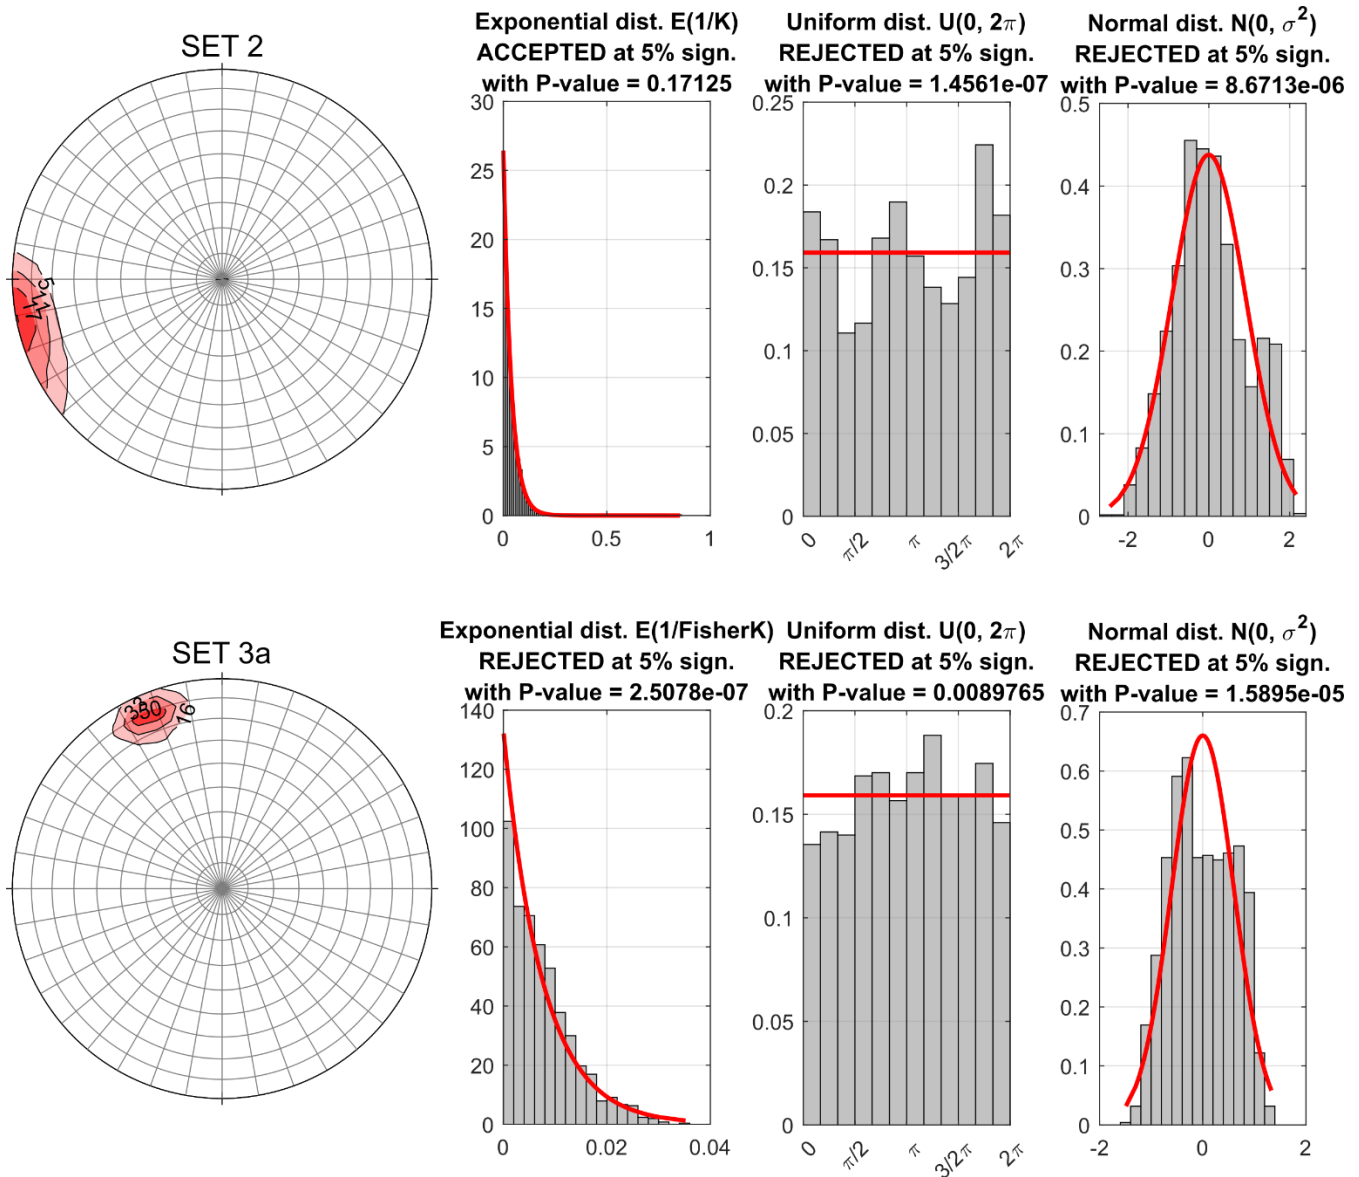 SET 2
5
11
7
Exponential dist. E(1/K)
ACCEPTED at 5% sign.
with P-value = 0.17125
30
25
20
15
10
5
0
0 0.5 1
Uniform dist. U(0, 2π)
REJECTED at 5% sign.
with P-value = 1.4561e-07
0.25
0.2
0.15
0.1
0.05
0
0 π/2 π 3/2π 2π
Normal dist. N(0, σ²)
REJECTED at 5% sign.
with P-value = 8.6713e-06
0.5
0.4
0.3
0.2
0.1
0
-2 0 2
SET 3a
50
16
Exponential dist. E(1/FisherK)
REJECTED at 5% sign.
with P-value = 2.5078e-07
140
120
100
80
60
40
20
0
0 0.02 0.04
Uniform dist. U(0, 2π)
REJECTED at 5% sign.
with P-value = 0.0089765
0.2
0.15
0.1
0.05
0
0 π/2 π 3/2π 2π
Normal dist. N(0, σ²)
REJECTED at 5% sign.
with P-value = 1.5895e-05
0.7
0.6
0.5
0.4
0.3
0.2
0.1
0
-2 0 2